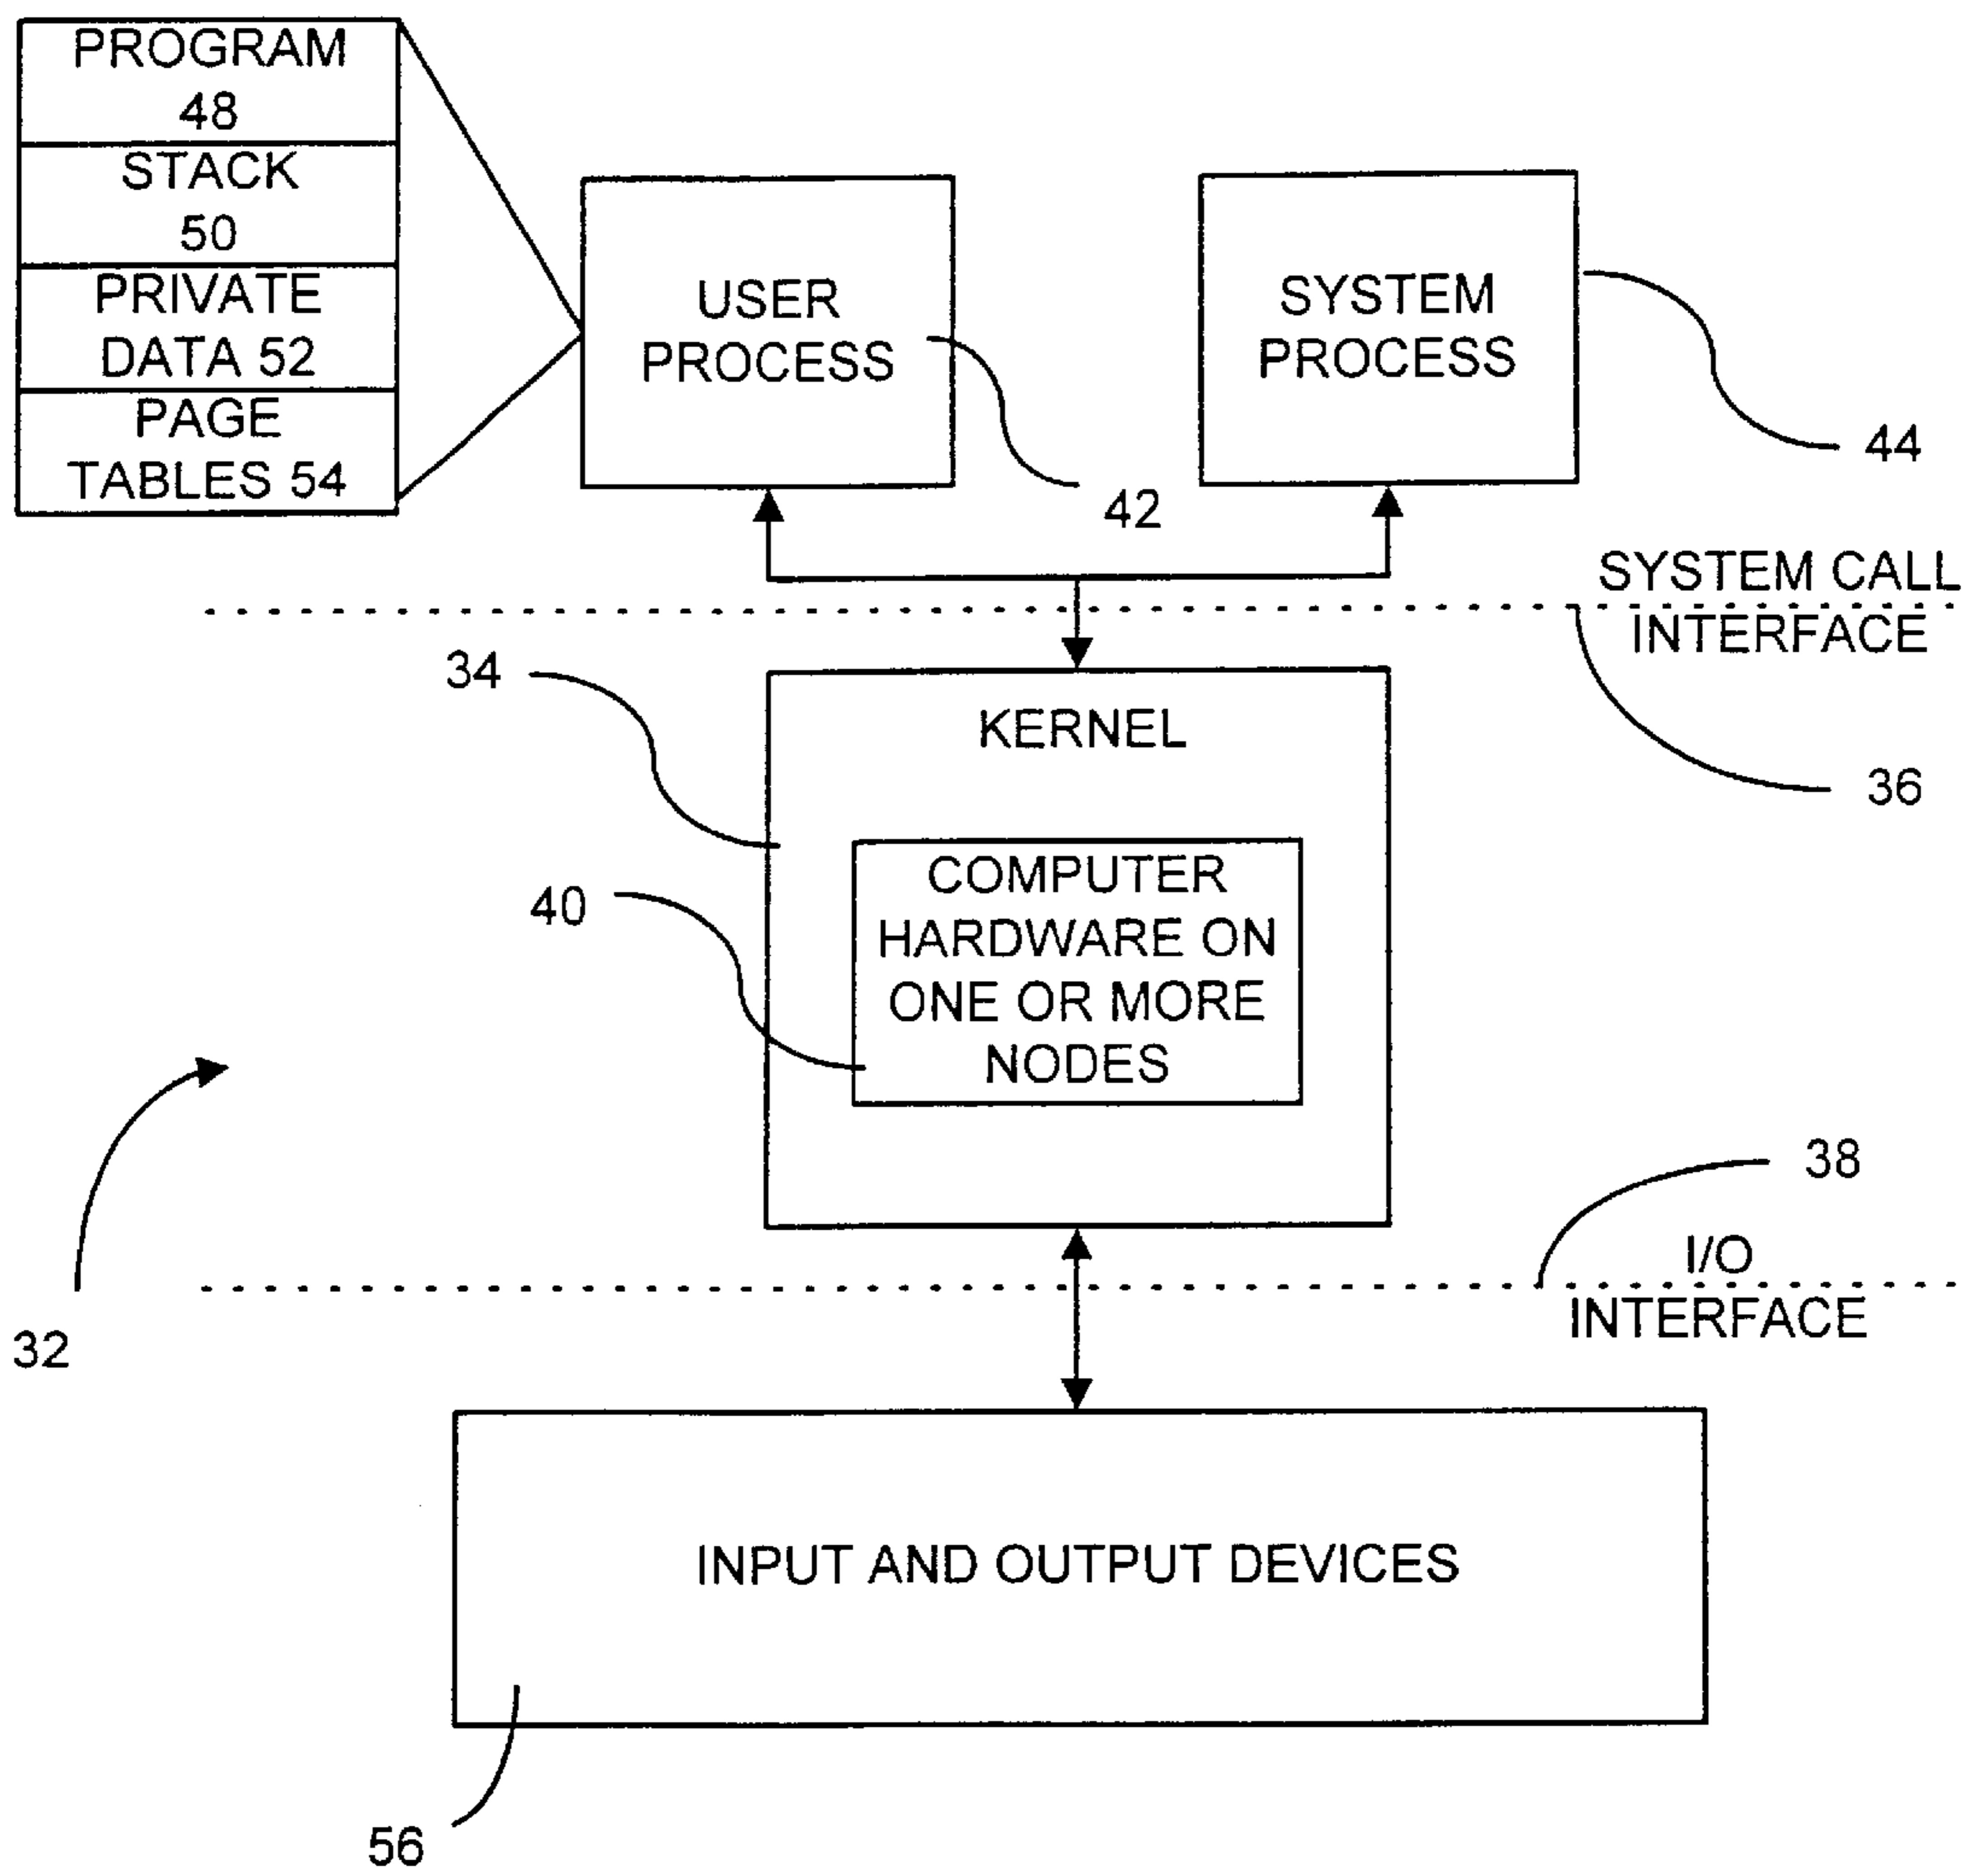 PROGRAM
48
STACK
50
PRIVATE
DATA 52
PAGE
TABLES 54
USER
PROCESS
42
SYSTEM
PROCESS
44
SYSTEM CALL
INTERFACE
36
34
KERNEL
40
COMPUTER
HARDWARE ON
ONE OR MORE
NODES
38
I/O
INTERFACE
32
INPUT AND OUTPUT DEVICES
56